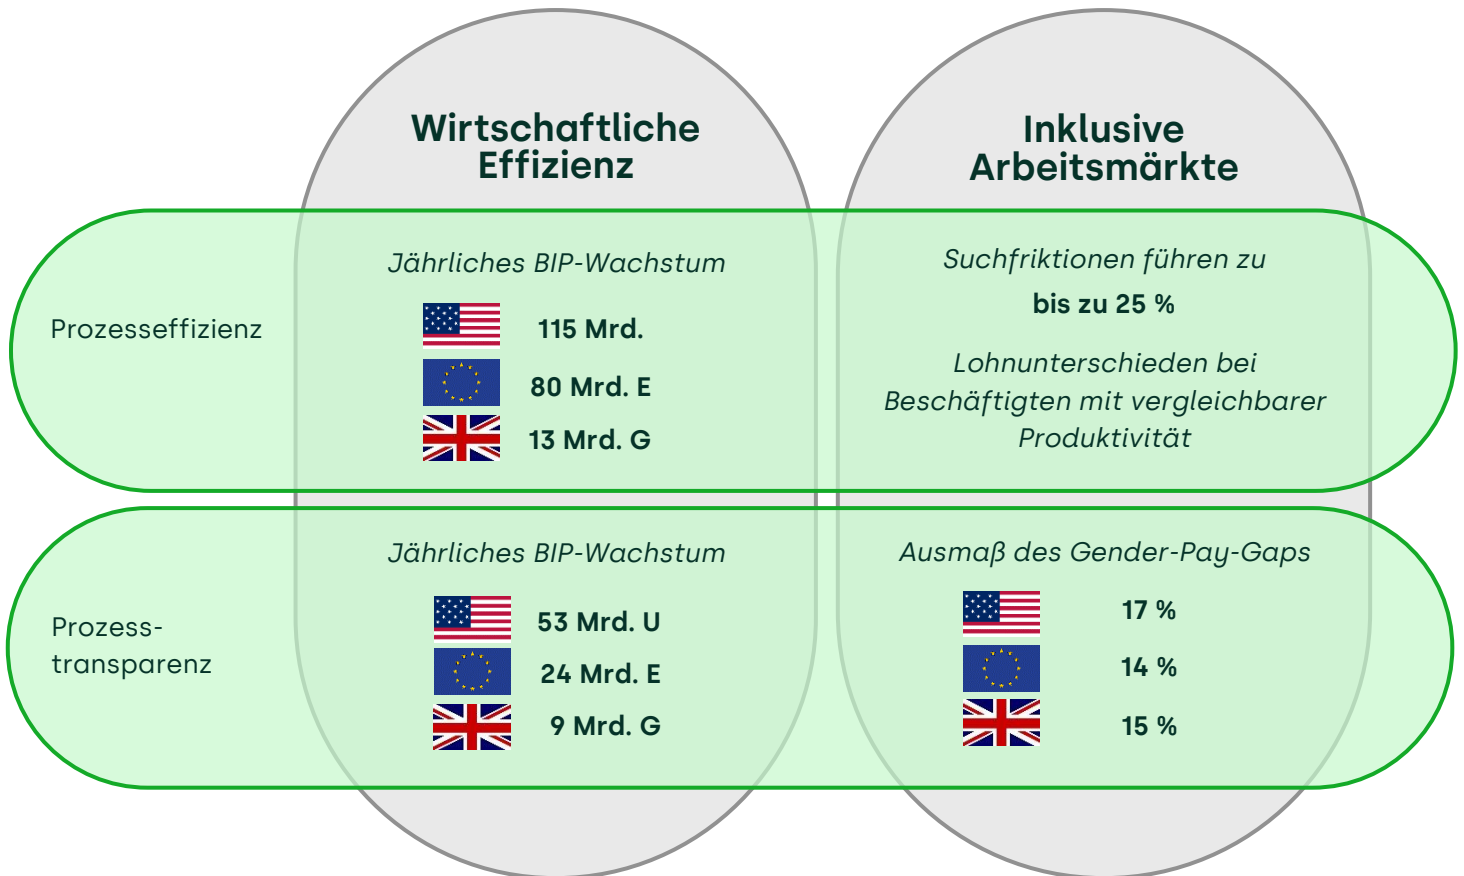 Wirtschaftliche
Effizienz
Inklusive
Arbeitsmärkte
Prozesseffizienz
Jährliches BIP-Wachstum
115 Mrd.
80 Mrd. E
13 Mrd. G
Suchfriktionen führen zu
bis zu 25 %
Lohnunterschieden bei
Beschäftigten mit vergleichbarer
Produktivität
Prozess-
transparenz
Jährliches BIP-Wachstum
53 Mrd. U
24 Mrd. E
9 Mrd. G
Ausmaß des Gender-Pay-Gaps
17 %
14 %
15 %